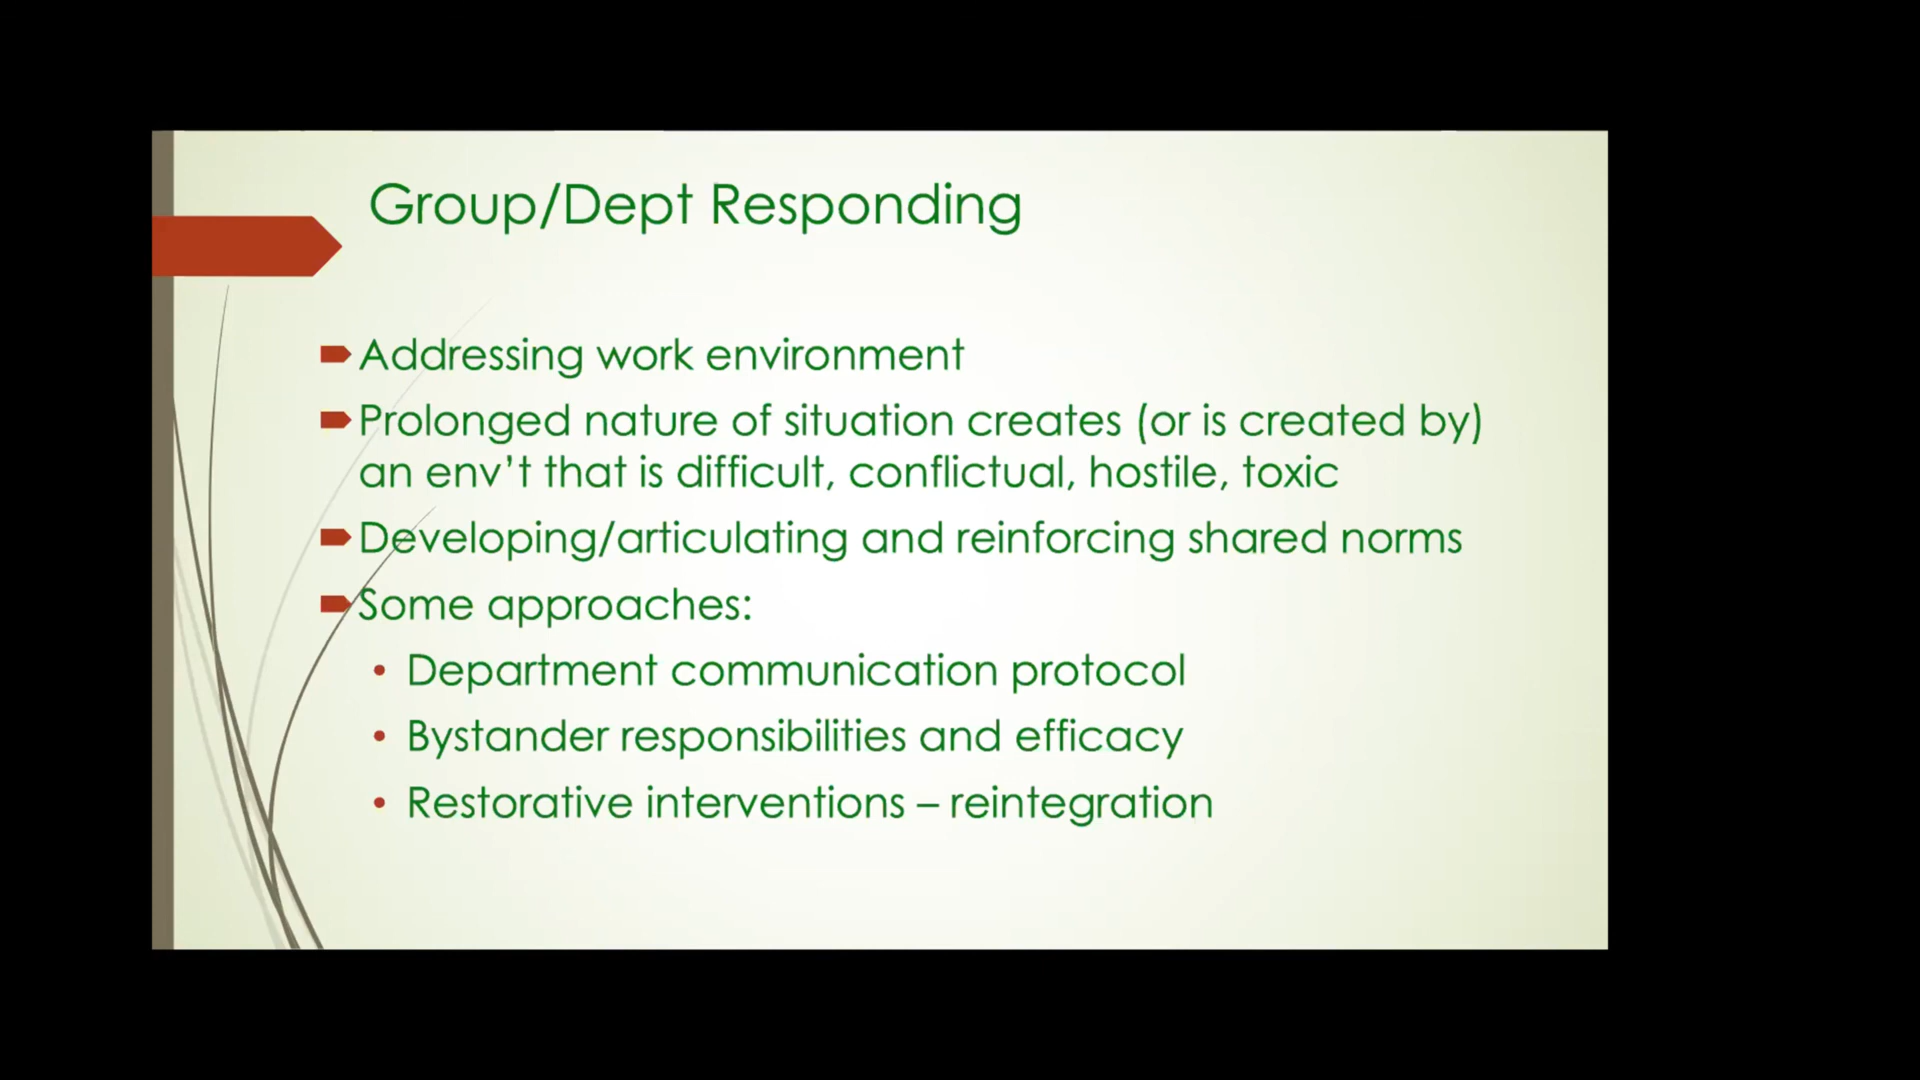 Group/Dept Responding
Addressing work environment
Prolonged nature of situation creates (or is created by)
an env’t that is difficult, conflictual, hostile, toxic
Developing/articulating and reinforcing shared norms
Some approaches:
• Department communication protocol
• Bystander responsibilities and efficacy
• Restorative interventions – reintegration